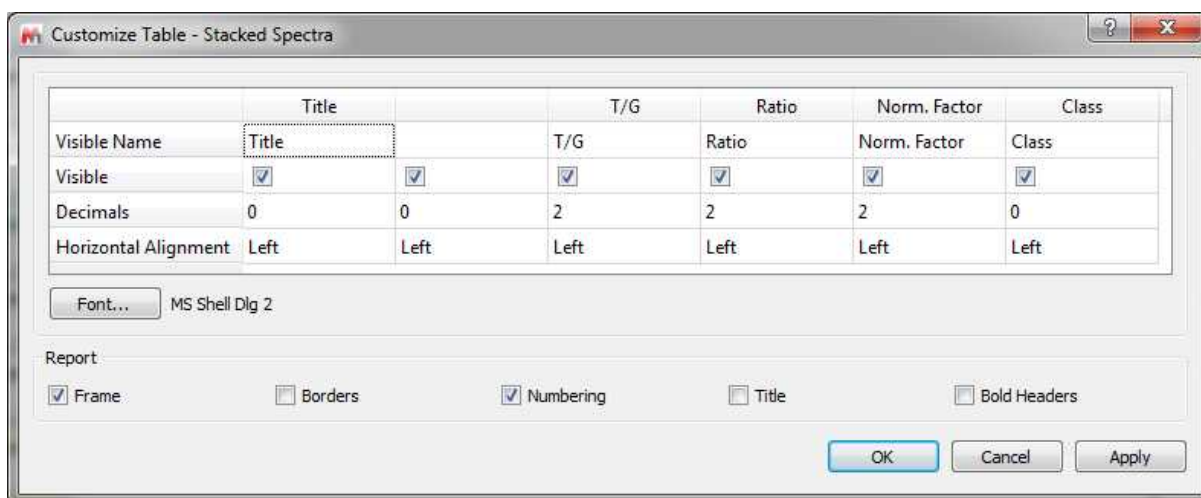 Customize Table - Stacked Spectra
Title T/G Ratio Norm. Factor Class
Visible Name Title T/G Ratio Norm. Factor Class
Visible
Decimals 0 0 2 2 2 0
Horizontal Alignment Left Left Left Left Left Left
Font... MS Shell Dlg 2
Report
Frame Borders Numbering Title Bold Headers
OK Cancel Apply